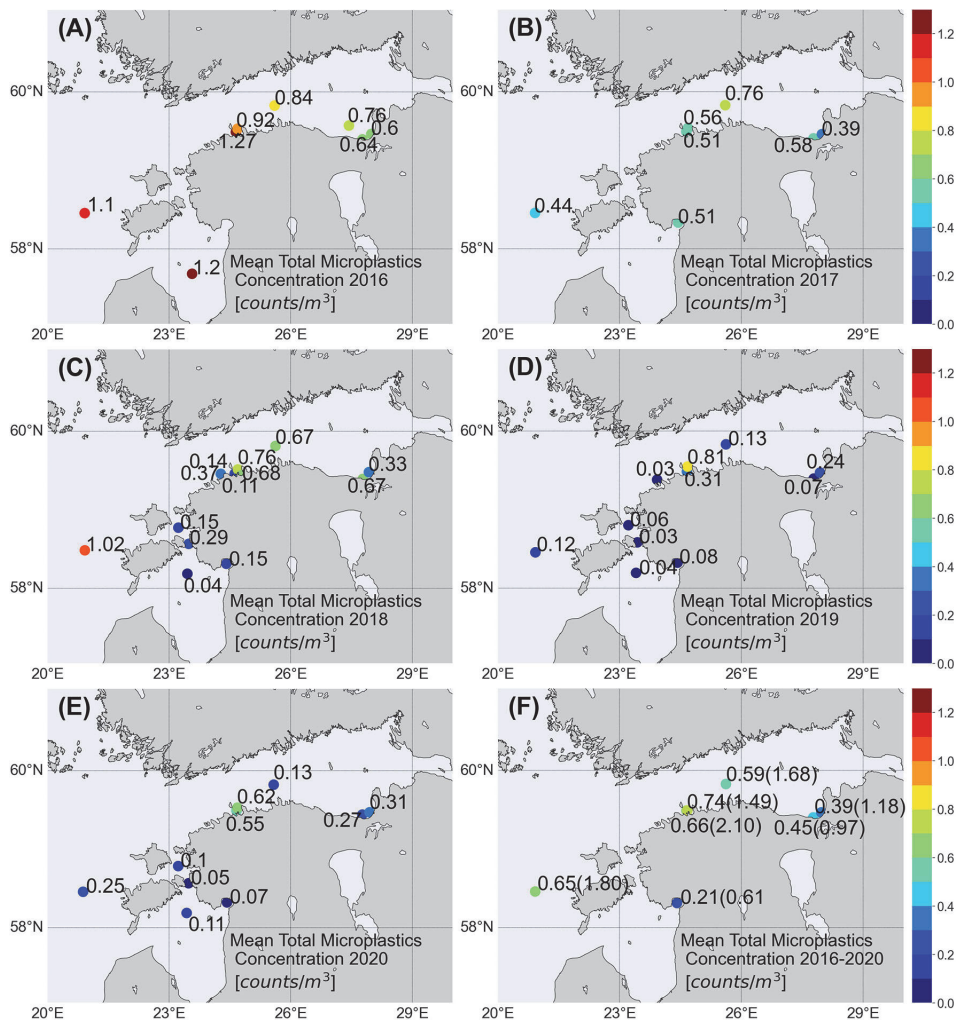 (A)
0.84
60°N
0.92
0.76
0.6
1.27
0.64
1.1
58°N
1.2
Mean Total Microplastics
Concentration 2016
[counts/m³]
20°E 23°E 26°E 29°E
(B)
0.76
0.56
0.51
0.39
0.58
0.44
0.51
Mean Total Microplastics
Concentration 2017
[counts/m³]
20°E 23°E 26°E 29°E
1.2
1.0
0.8
0.6
0.4
0.2
0.0
(C)
60°N
0.67
0.14 0.76
0.37 0.68
0.11
0.33
0.67
0.15
0.29
1.02
0.15
58°N
0.04
Mean Total Microplastics
Concentration 2018
[counts/m³]
20°E 23°E 26°E 29°E
(D)
0.13
0.03 0.81
0.31
0.24
0.07
0.06
0.03
0.12
0.08
0.04
Mean Total Microplastics
Concentration 2019
[counts/m³]
20°E 23°E 26°E 29°E
1.2
1.0
0.8
0.6
0.4
0.2
0.0
(E)
60°N
0.13
0.62
0.55
0.31
0.27
0.1
0.05
0.25
0.07
58°N
0.11
Mean Total Microplastics
Concentration 2020
[counts/m³]
20°E 23°E 26°E 29°E
(F)
0.59(1.68)
0.74(1.49)
0.66(2.10)
0.39(1.18)
0.45(0.97)
0.65(1.80)
0.21(0.61
Mean Total Microplastics
Concentration 2016-2020
[counts/m³]
20°E 23°E 26°E 29°E
1.2
1.0
0.8
0.6
0.4
0.2
0.0